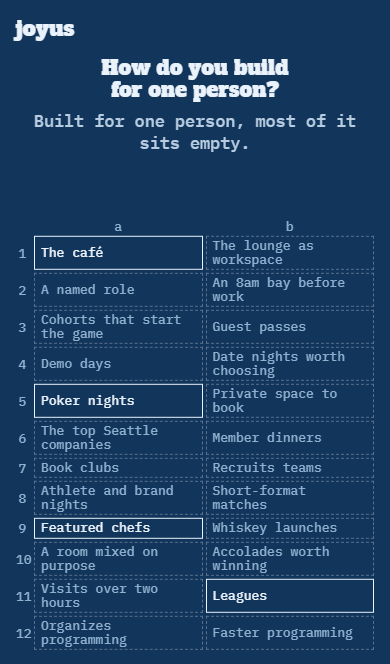 joyus
How do you build
for one person?
Built for one person, most of it
sits empty.
a b
1 The café The lounge as
workspace
2 A named role An 8am bay before
work
3 Cohorts that start
the game Guest passes
4 Demo days Date nights worth
choosing
5 Poker nights Private space to
book
6 The top Seattle
companies Member dinners
7 Book clubs Recruits teams
8 Athlete and brand
nights Short-format
matches
9 Featured chefs Whiskey launches
10 A room mixed on
purpose Accolades worth
winning
11 Visits over two
hours Leagues
12 Organizes
programming Faster programming